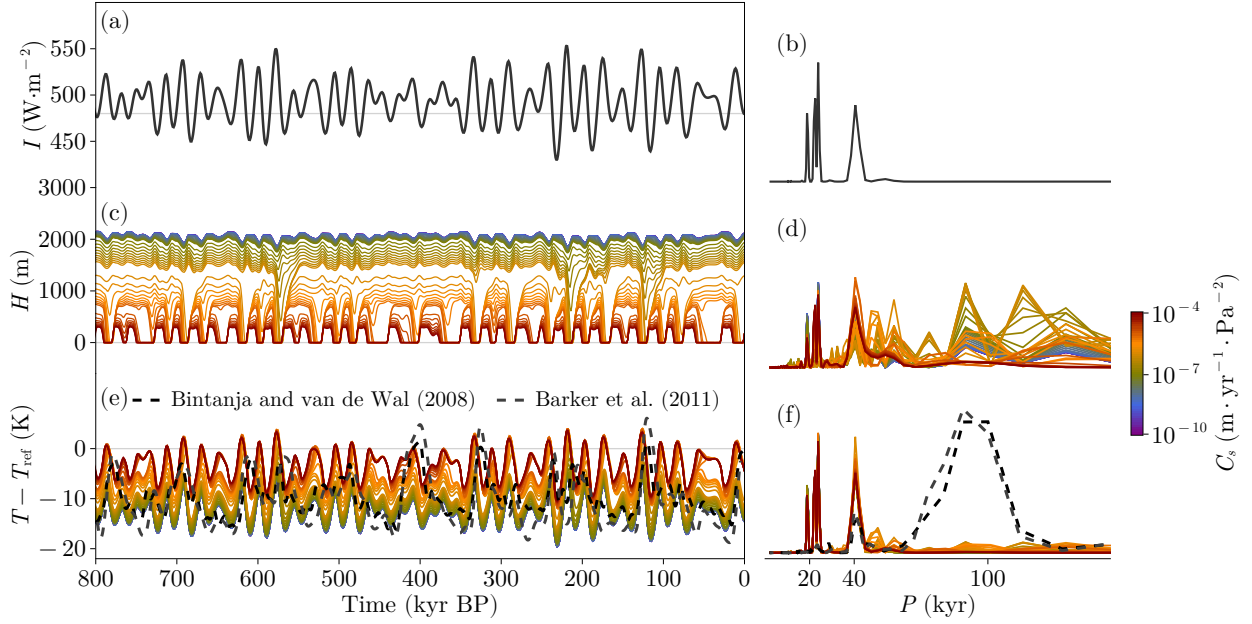 (a)
550
500
450
I (W·m⁻²)
(b)
3000
(c)
2000
1000
0
H (m)
(d)
10⁻⁴
10⁻⁷
10⁻¹⁰
C_s (m · yr⁻¹ · Pa⁻²)
(e)
Bintanja and van de Wal (2008)
Barker et al. (2011)
0
−10
−20
T − T_ref (K)
(f)
800
700
600
500
400
300
200
100
0
Time (kyr BP)
20
40
100
P (kyr)